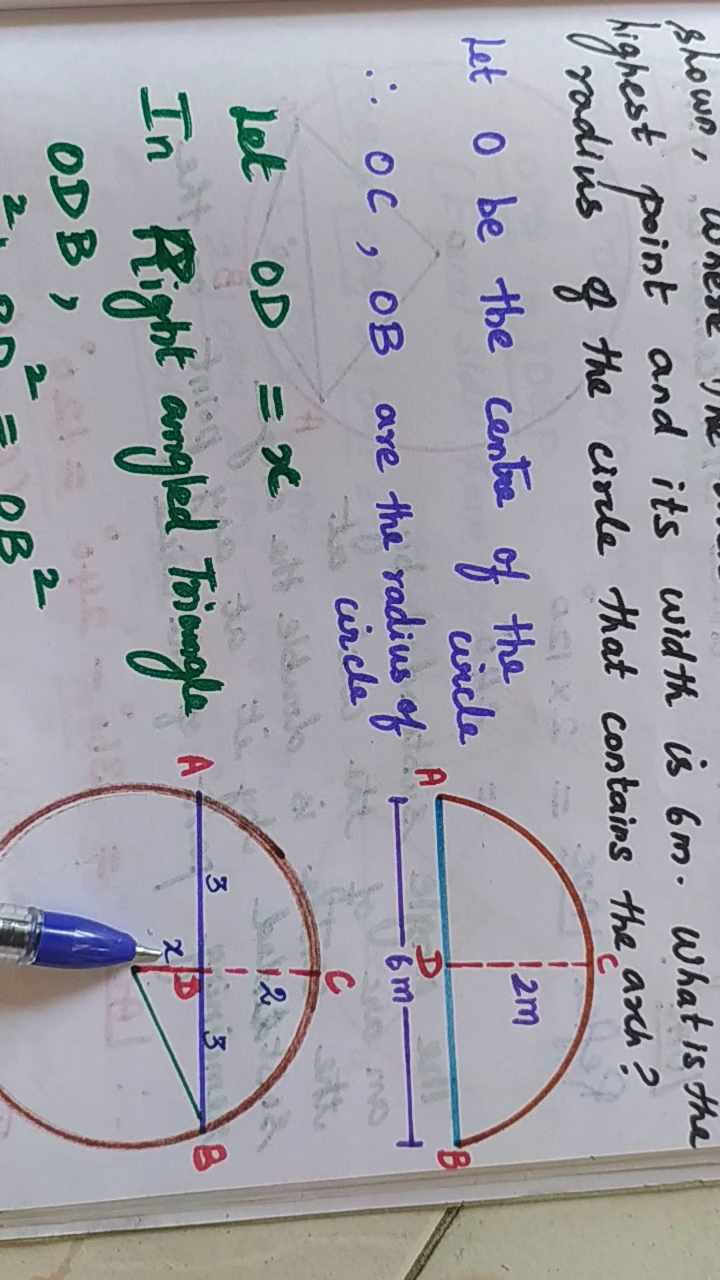 shown, where the
highest point and its width is 6m. What is the
radius of the circle that contains the arch?
Let O be the centre of the
circle
∴ OC, OB are the radius of
circle
Let OD = x
In Right angled Triangle
ODB,
² = OB²
A
C
D
B
2M
6m
A
3
D
3
B
C
2
x